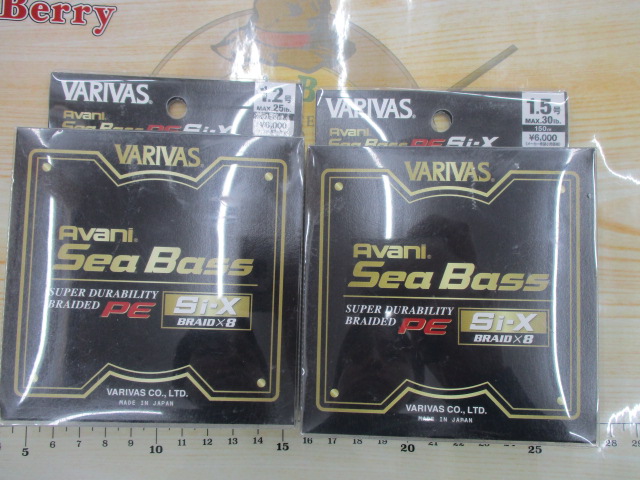 Berry
VARIVAS®
1.2号
MAX.25lb.
¥6,000
Avani
Sea Bass PE Si-X
VARIVAS®
Avani®
Sea Bass
SUPER DURABILITY
BRAIDED PE
Si-X
BRAID×8
VARIVAS CO., LTD.
MADE IN JAPAN
VARIVAS®
1.5号
MAX.30lb.
150m
¥6,000
Avani®
Sea Bass PE Si-X
VARIVAS®
Avani®
Sea Bass
SUPER DURABILITY
BRAIDED PE
Si-X
BRAID×8
VARIVAS CO., LTD.
MADE IN JAPAN
5 10 11 12 13 14 15 16 17 18 19 20 21 22 23 24 25 28 29